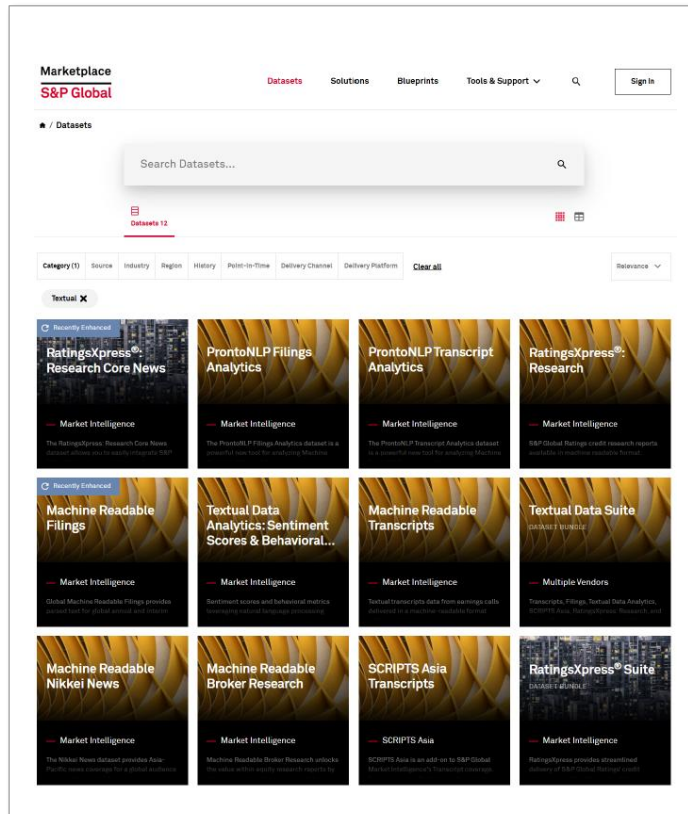 Marketplace
S&P Global
Datasets
Solutions
Blueprints
Tools & Support
Sign In
/ Datasets
Search Datasets...
Datasets 12
Category (1)
Source
Industry
Region
History
Point-In-Time
Delivery Channel
Delivery Platform
Clear all
Relevance
Textual
Recently Enhanced
RatingsXpress®:
Research Core News
— Market Intelligence
The RatingsXpress: Research Core News
dataset allows you to easily integrate S&P
ProntoNLP Filings
Analytics
— Market Intelligence
The ProntoNLP Filings Analytics dataset is a
powerful new tool for analyzing Machine
ProntoNLP Transcript
Analytics
— Market Intelligence
The ProntoNLP Transcript Analytics dataset
is a powerful new tool for analyzing Machine
RatingsXpress®:
Research
— Market Intelligence
S&P Global Ratings credit research reports
available in machine readable format.
Recently Enhanced
Machine Readable
Filings
— Market Intelligence
Global Machine Readable Filings provides
parsed text for global annual and interim
Textual Data
Analytics: Sentiment
Scores & Behavioral...
— Market Intelligence
Sentiment scores and behavioral metrics
leveraging natural language processing
Machine Readable
Transcripts
— Market Intelligence
Textual transcripts data from earnings calls
delivered in a machine-readable format
Textual Data Suite
DATASET BUNDLE
— Multiple Vendors
Transcripts, Filings, Textual Data Analytics,
SCRIPTS Asia, RatingsXpress: Research, and
Machine Readable
Nikkei News
— Market Intelligence
The Nikkei News dataset provides Asia-
Pacific news coverage for a global audience
Machine Readable
Broker Research
— Market Intelligence
Machine Readable Broker Research unlocks
the value within equity research reports by
SCRIPTS Asia
Transcripts
— SCRIPTS Asia
SCRIPTS Asia is an add-on to S&P Global
Market Intelligence's Transcript coverage
RatingsXpress® Suite
DATASET BUNDLE
— Market Intelligence
RatingsXpress provides streamlined
delivery of S&P Global Ratings' credit